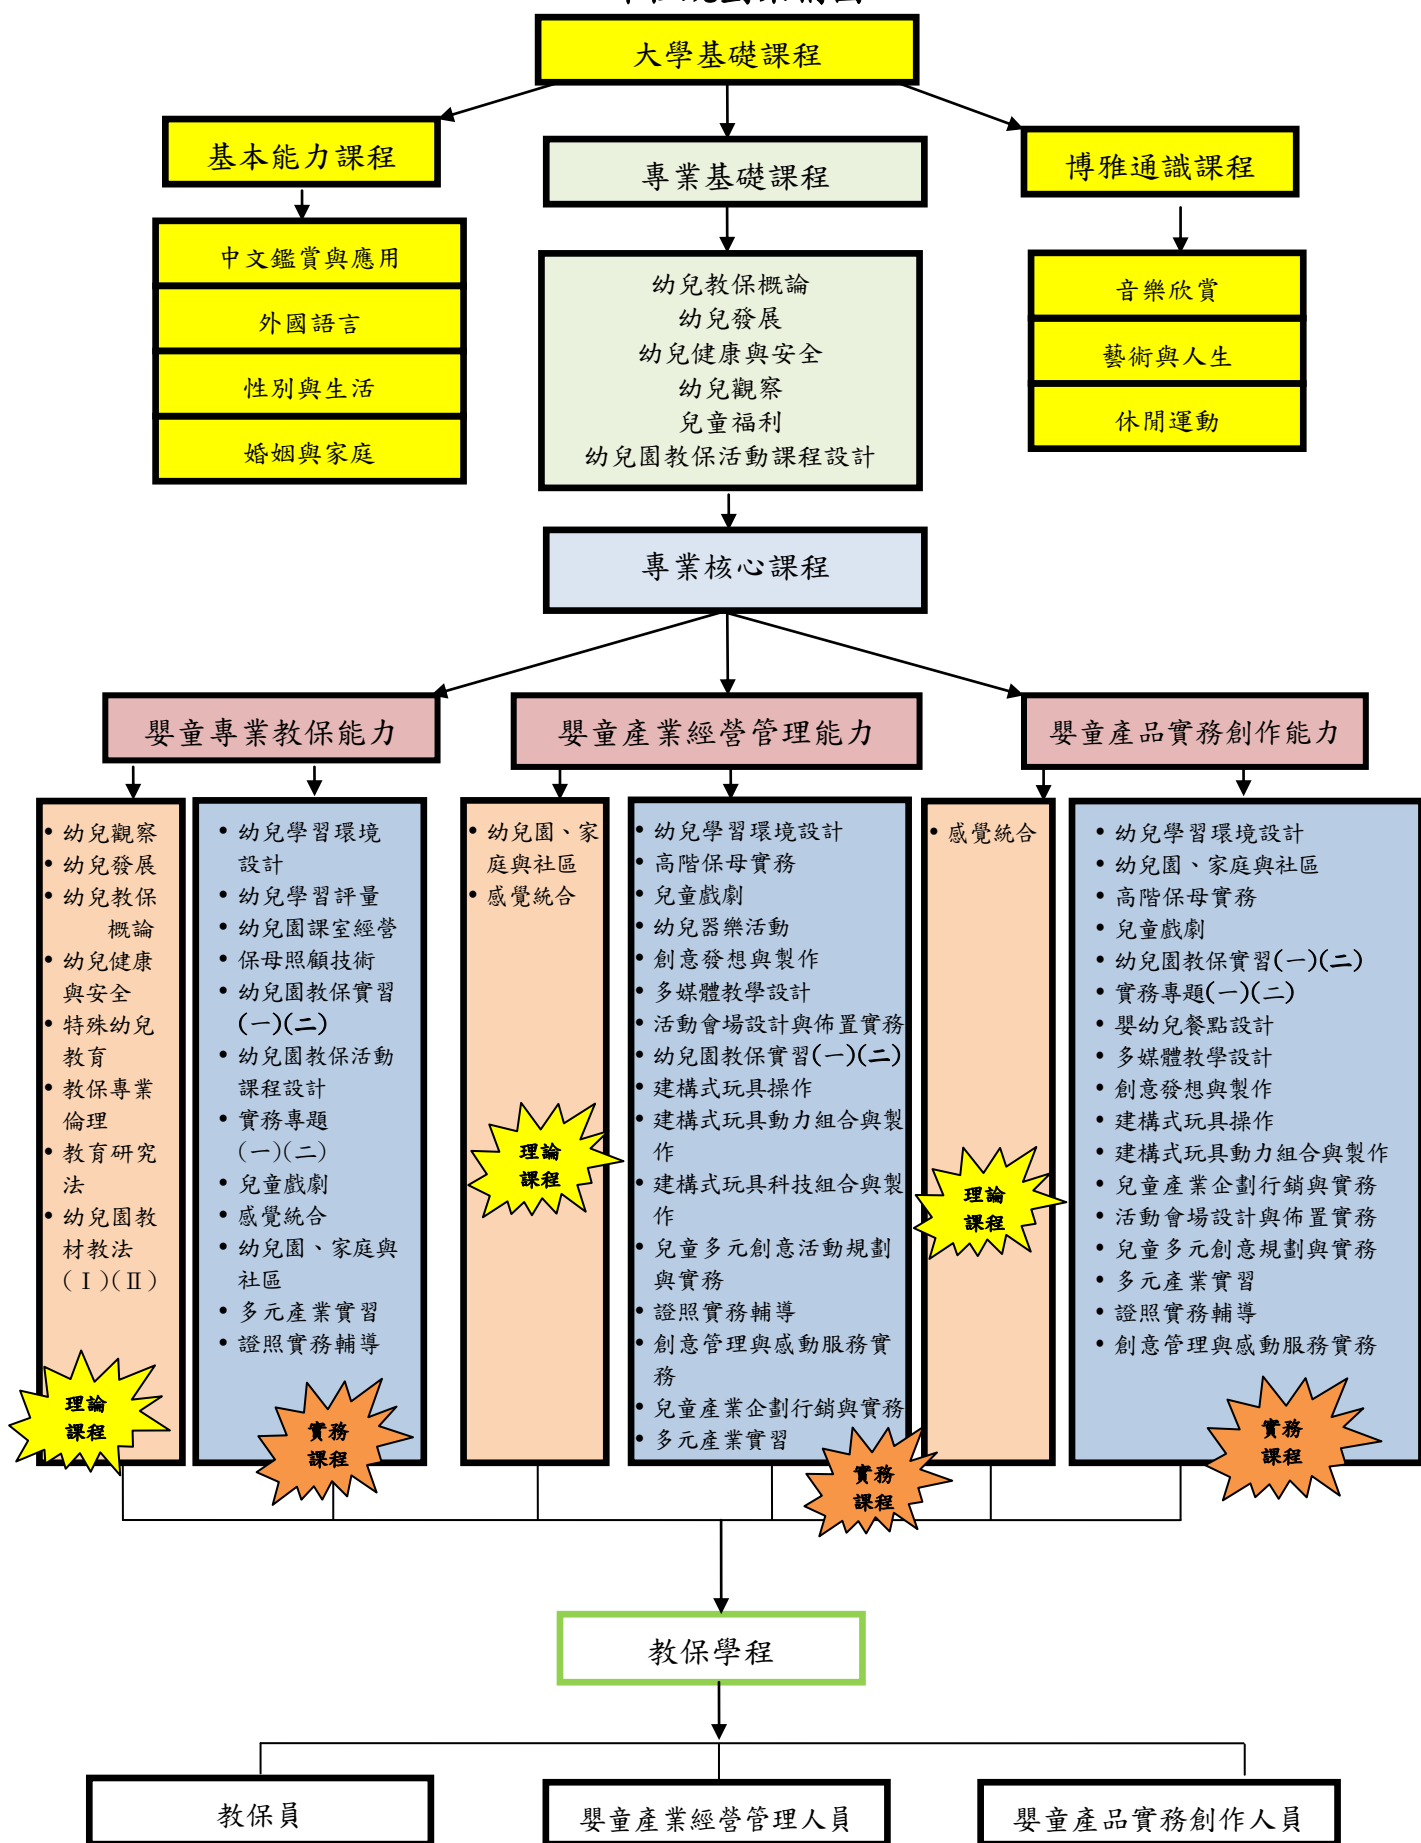 大學基礎課程
基本能力課程
專業基礎課程
博雅通識課程
中文鑑賞與應用
外國語言
性別與生活
婚姻與家庭
幼兒教保概論
幼兒發展
幼兒健康與安全
幼兒觀察
兒童福利
幼兒園教保活動課程設計
音樂欣賞
藝術與人生
休閒運動
專業核心課程
嬰童專業教保能力
嬰童產業經營管理能力
嬰童產品實務創作能力
• 幼兒觀察
• 幼兒發展
• 幼兒教保
概論
• 幼兒健康
與安全
• 特殊幼兒
教育
• 教保專業
倫理
• 教育研究
法
• 幼兒園教
材教法
(Ⅰ)(Ⅱ)
理論
課程
• 幼兒學習環境
設計
• 幼兒學習評量
• 幼兒園課室經營
• 保母照顧技術
• 幼兒園教保實習
(一)(二)
• 幼兒園教保活動
課程設計
• 實務專題
(一)(二)
• 兒童戲劇
• 感覺統合
• 幼兒園、家庭與
社區
• 多元產業實習
• 證照實務輔導
實務
課程
• 幼兒園、家
庭與社區
• 感覺統合
理論
課程
• 幼兒學習環境設計
• 高階保母實務
• 兒童戲劇
• 幼兒器樂活動
• 創意發想與製作
• 多媒體教學設計
• 活動會場設計與佈置實務
• 幼兒園教保實習(一)(二)
• 建構式玩具操作
• 建構式玩具動力組合與製
作
• 建構式玩具科技組合與製
作
• 兒童多元創意活動規劃
與實務
• 證照實務輔導
• 創意管理與感動服務實
務
• 兒童產業企劃行銷與實務
• 多元產業實習
實務
課程
• 感覺統合
理論
課程
• 幼兒學習環境設計
• 幼兒園、家庭與社區
• 高階保母實務
• 兒童戲劇
• 幼兒園教保實習(一)(二)
• 實務專題(一)(二)
• 嬰幼兒餐點設計
• 多媒體教學設計
• 創意發想與製作
• 建構式玩具操作
• 建構式玩具動力組合與製作
• 兒童產業企劃行銷與實務
• 活動會場設計與佈置實務
• 兒童多元創意規劃與實務
• 多元產業實習
• 證照實務輔導
• 創意管理與感動服務實務
實務
課程
教保學程
教保員
嬰童產業經營管理人員
嬰童產品實務創作人員